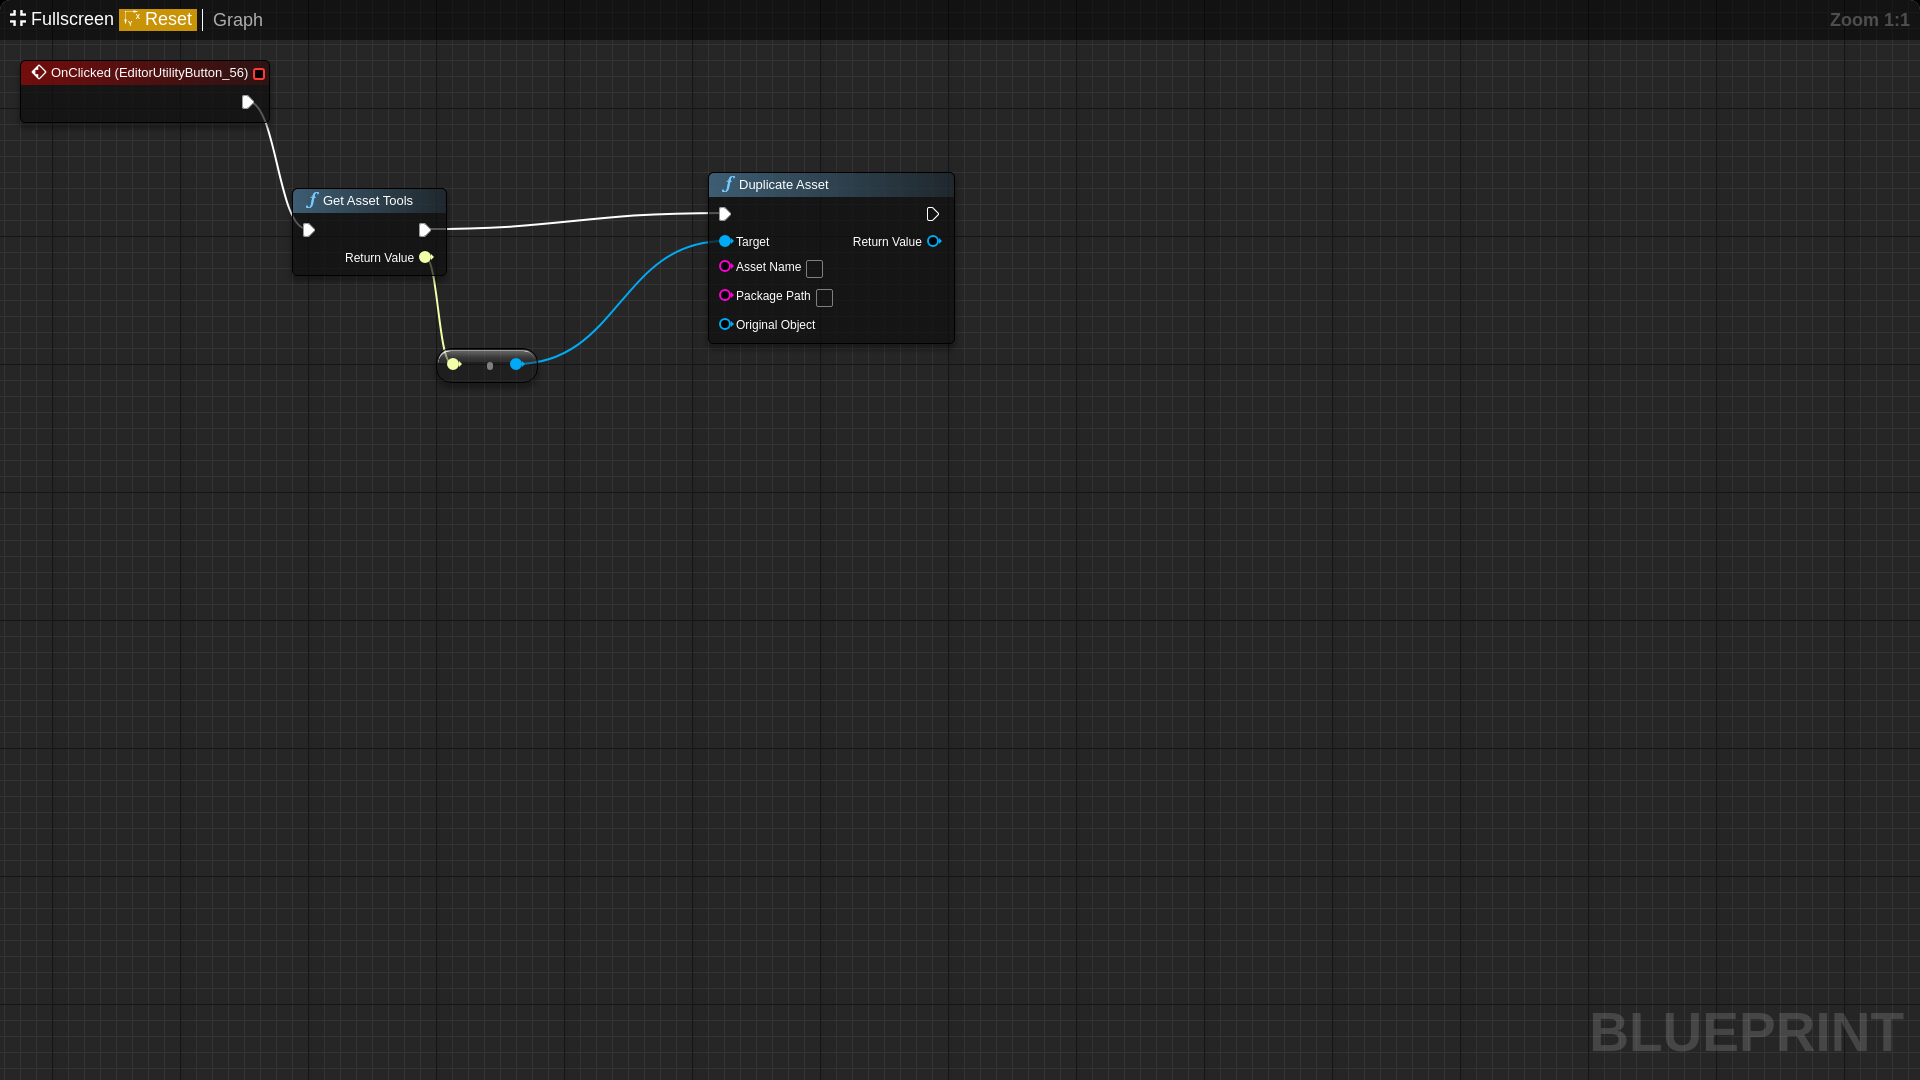 Fullscreen Reset Graph
Zoom 1:1
OnClicked (EditorUtilityButton_56)
Get Asset Tools
Return Value
Duplicate Asset
Target Return Value
Asset Name
Package Path
Original Object
BLUEPRINT